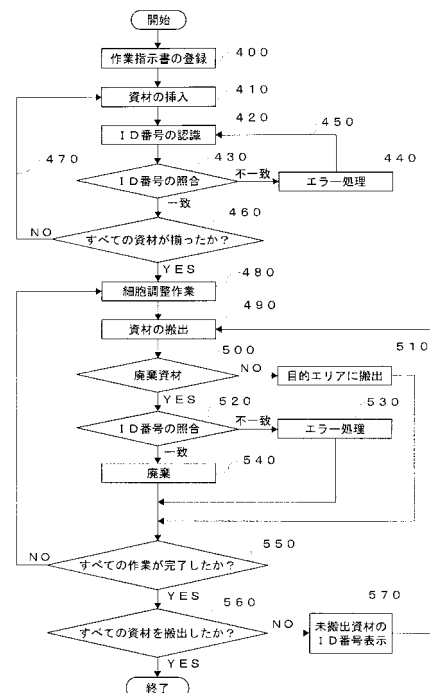 開始
400
作業指示書の登録
410
資材の挿入
420
ID番号の認識
450
470
430
440
ID番号の照合
不一致
エラー処理
一致
460
NO
すべての資材が揃ったか?
YES
480
細胞調整作業
490
資材の搬出
500
510
廃棄資材
NO
目的エリアに搬出
YES
520
530
ID番号の照合
不一致
エラー処理
一致
540
廃棄
550
NO
すべての作業が完了したか?
YES
560
570
すべての資材を搬出したか?
NO
未搬出資材の
ID番号表示
YES
終了